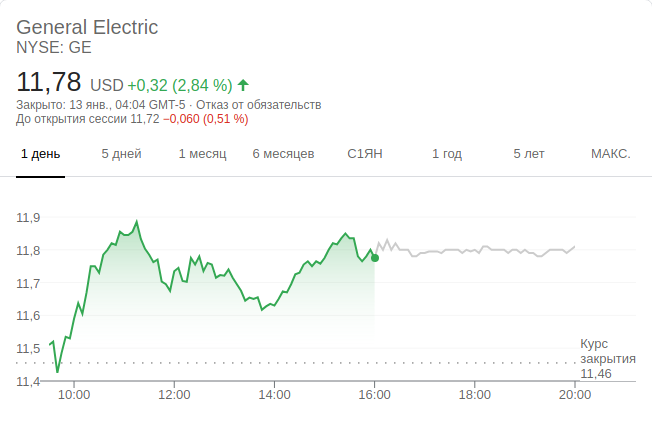 General Electric
NYSE: GE
11,78 USD +0,32 (2,84 %)
Закрыто: 13 янв., 04:04 GMT-5 · Отказ от обязательств
До открытия сессии 11,72 −0,060 (0,51 %)
1 день 5 дней 1 месяц 6 месяцев С1ЯН 1 год 5 лет МАКС.
11,9
11,8
11,7
11,6
11,5
11,4
Курс
закрытия
11,46
10:00 12:00 14:00 16:00 18:00 20:00